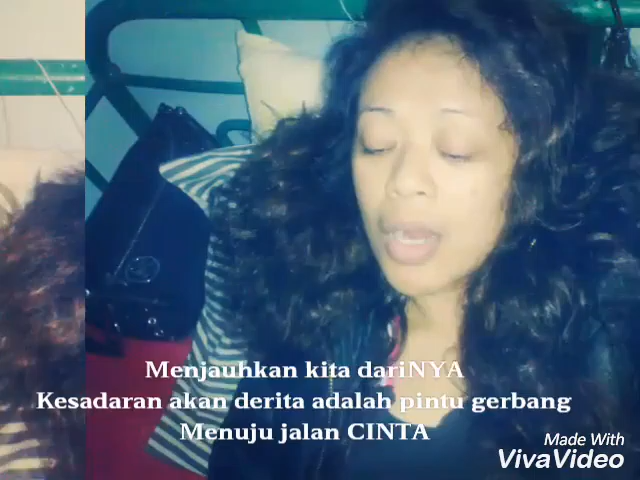 Menjauhkan kita dariNYA
Kesadaran akan derita adalah pintu gerbang
Menuju jalan CINTA
Made With
VivaVideo